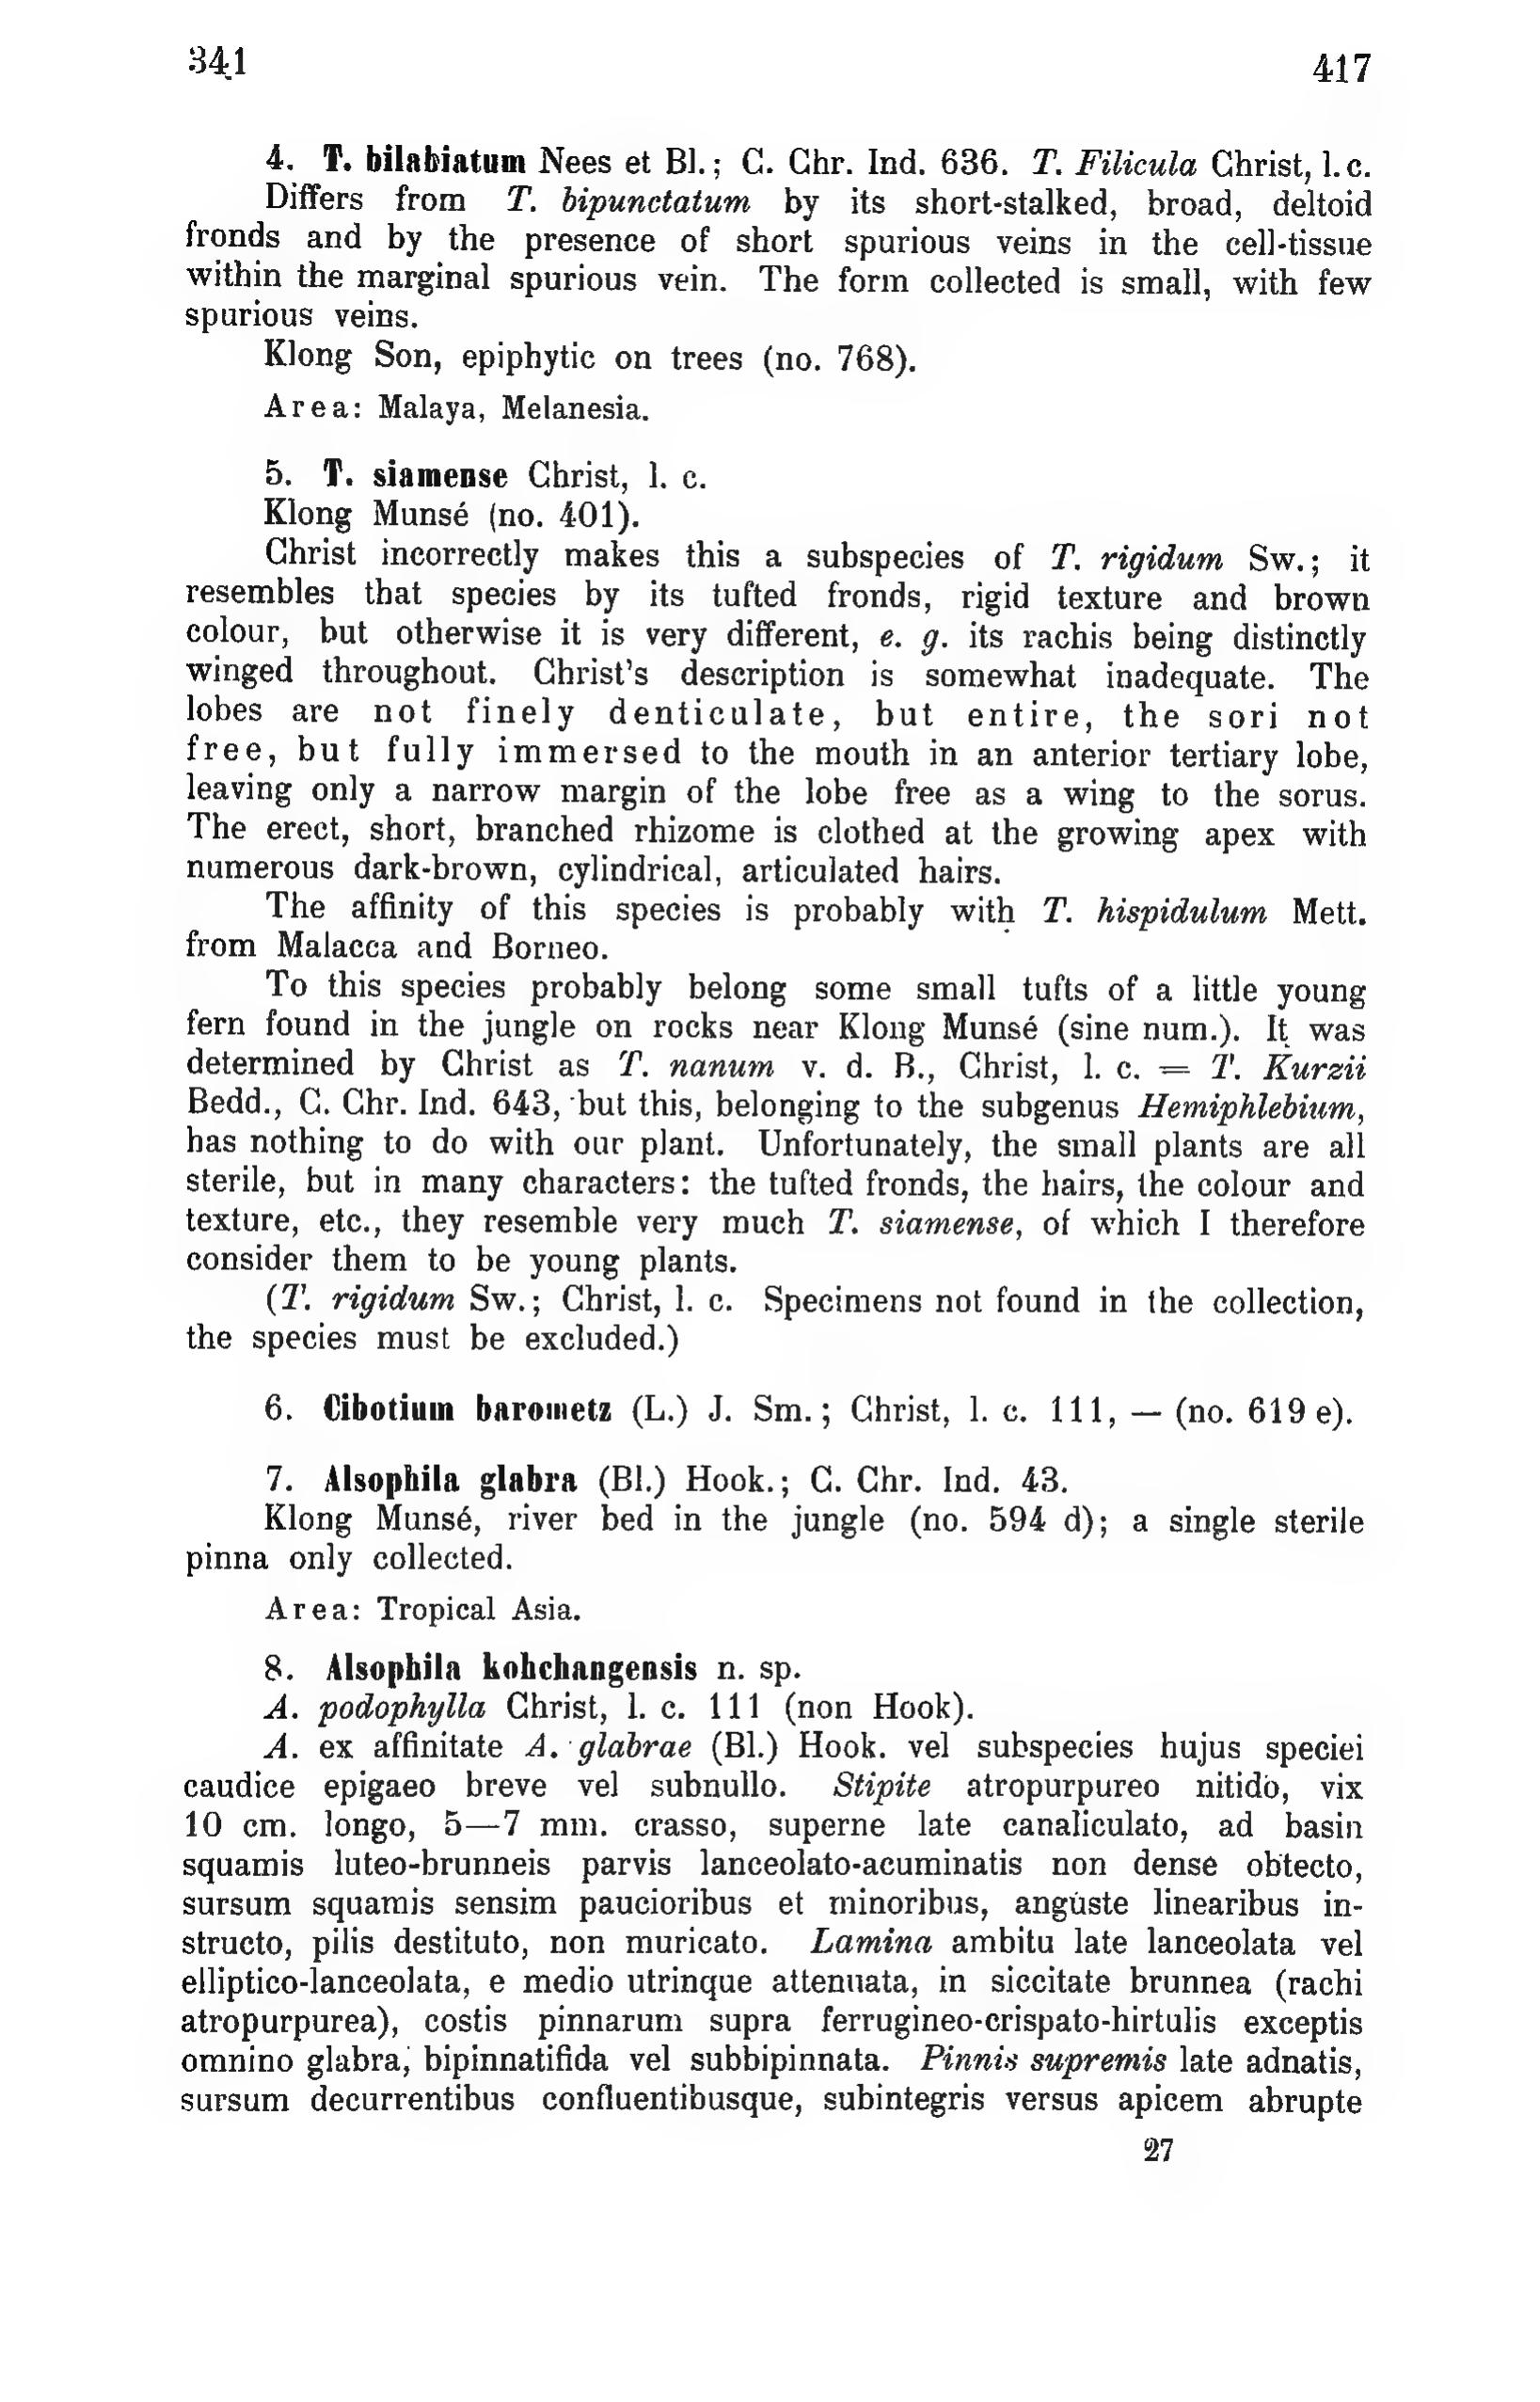 341 417
4. T. bilabiatum Nees et Bl.; C. Chr. Ind. 636. T. Filicula Christ, l. c.
Differs from T. bipunctatum by its short-stalked, broad, deltoid
fronds and by the presence of short spurious veins in the cell-tissue
within the marginal spurious vein. The form collected is small, with few
spurious veins.
Klong Son, epiphytic on trees (no. 768).
Area: Malaya, Melanesia.
5. T. siamense Christ, l. c.
Klong Munsé (no. 401).
Christ incorrectly makes this a subspecies of T. rigidum Sw.; it
resembles that species by its tufted fronds, rigid texture and brown
colour, but otherwise it is very different, e. g. its rachis being distinctly
winged throughout. Christ's description is somewhat inadequate. The
lobes are not finely denticulate, but entire, the sori not
free, but fully immersed to the mouth in an anterior tertiary lobe,
leaving only a narrow margin of the lobe free as a wing to the sorus.
The erect, short, branched rhizome is clothed at the growing apex with
numerous dark-brown, cylindrical, articulated hairs.
The affinity of this species is probably with T. hispidulum Mett.
from Malacca and Borneo.
To this species probably belong some small tufts of a little young
fern found in the jungle on rocks near Klong Munsé (sine num.). It was
determined by Christ as T. nanum v. d. B., Christ, l. c. = T. Kurzii
Bedd., C. Chr. Ind. 643, but this, belonging to the subgenus Hemiphlebium,
has nothing to do with our plant. Unfortunately, the small plants are all
sterile, but in many characters: the tufted fronds, the hairs, the colour and
texture, etc., they resemble very much T. siamense, of which I therefore
consider them to be young plants.
(T. rigidum Sw.; Christ, l. c. Specimens not found in the collection,
the species must be excluded.)
6. Cibotium barometz (L.) J. Sm.; Christ, l. c. 111, — (no. 619 e).
7. Alsophila glabra (Bl.) Hook.; C. Chr. Ind. 43.
Klong Munsé, river bed in the jungle (no. 594 d); a single sterile
pinna only collected.
Area: Tropical Asia.
8. Alsophila kohchangensis n. sp.
A. podophylla Christ, l. c. 111 (non Hook).
A. ex affinitate A. glabrae (Bl.) Hook. vel subspecies hujus speciei
caudice epigaeo breve vel subnullo. Stipite atropurpureo nitido, vix
10 cm. longo, 5—7 mm. crasso, superne late canaliculato, ad basin
squamis luteo-brunneis parvis lanceolato-acuminatis non dense obtecto,
sursum squamis sensim paucioribus et minoribus, anguste linearibus in-
structo, pilis destituto, non muricato. Lamina ambitu late lanceolata vel
elliptico-lanceolata, e medio utrinque attenuata, in siccitate brunnea (rachi
atropurpurea), costis pinnarum supra ferrugineo-crispato-hirtulis exceptis
omnino glabra, bipinnatifida vel subbipinnata. Pinnis supremis late adnatis,
sursum decurrentibus confluentibusque, subintegris versus apicem abrupte
27